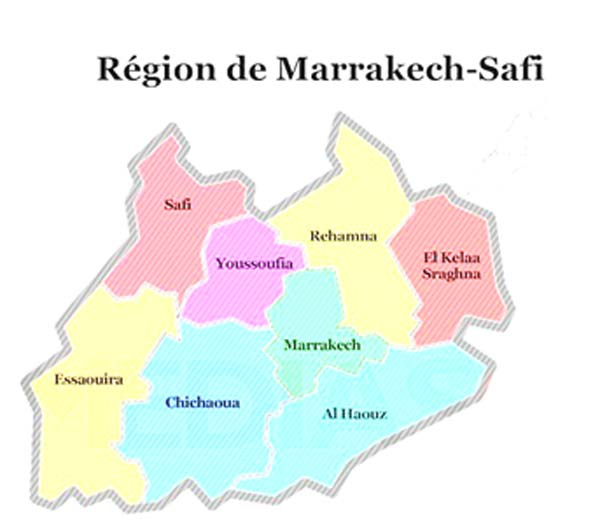 Région de Marrakech-Safi
Safi
Rehamna
Youssoufia
El Kelaa
Sraghna
Marrakech
Essaouira
Chichaoua
Al Haouz